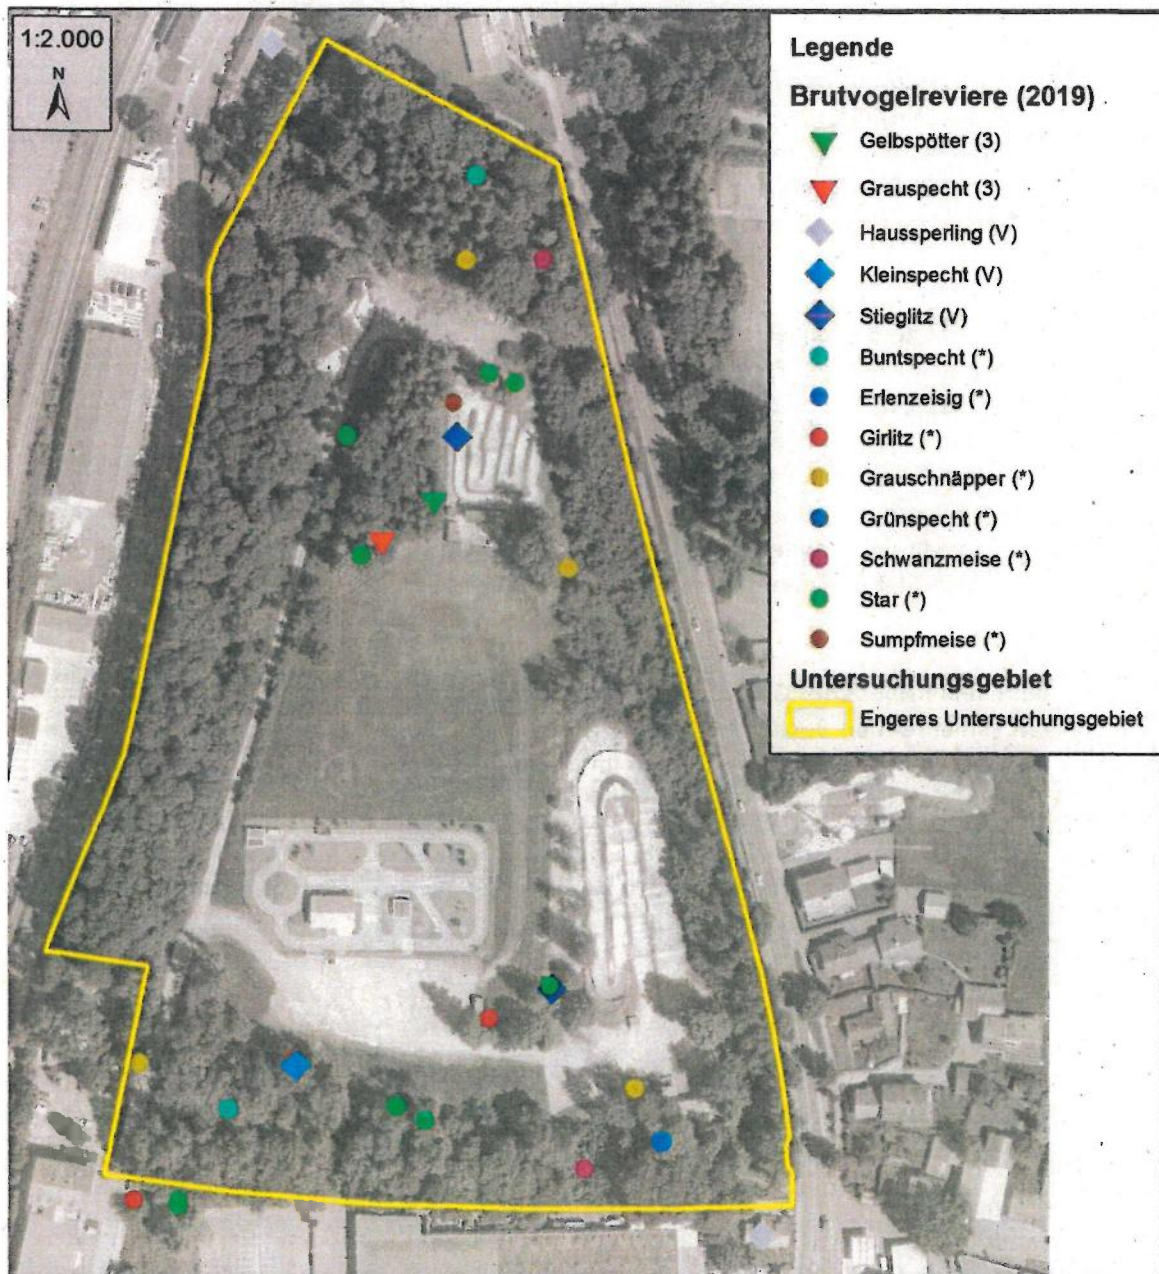 1:2.000
N
Legende
Brutvogelreviere (2019)
Gelbspötter (3)
Grauspecht (3)
Haussperling (V)
Kleinspecht (V)
Stieglitz (V)
Buntspecht (*)
Erlenzeisig (*)
Girlitz (*)
Grauschnäpper (*)
Grünspecht (*)
Schwanzmeise (*)
Star (*)
Sumpfmeise (*)
Untersuchungsgebiet
Engeres Untersuchungsgebiet